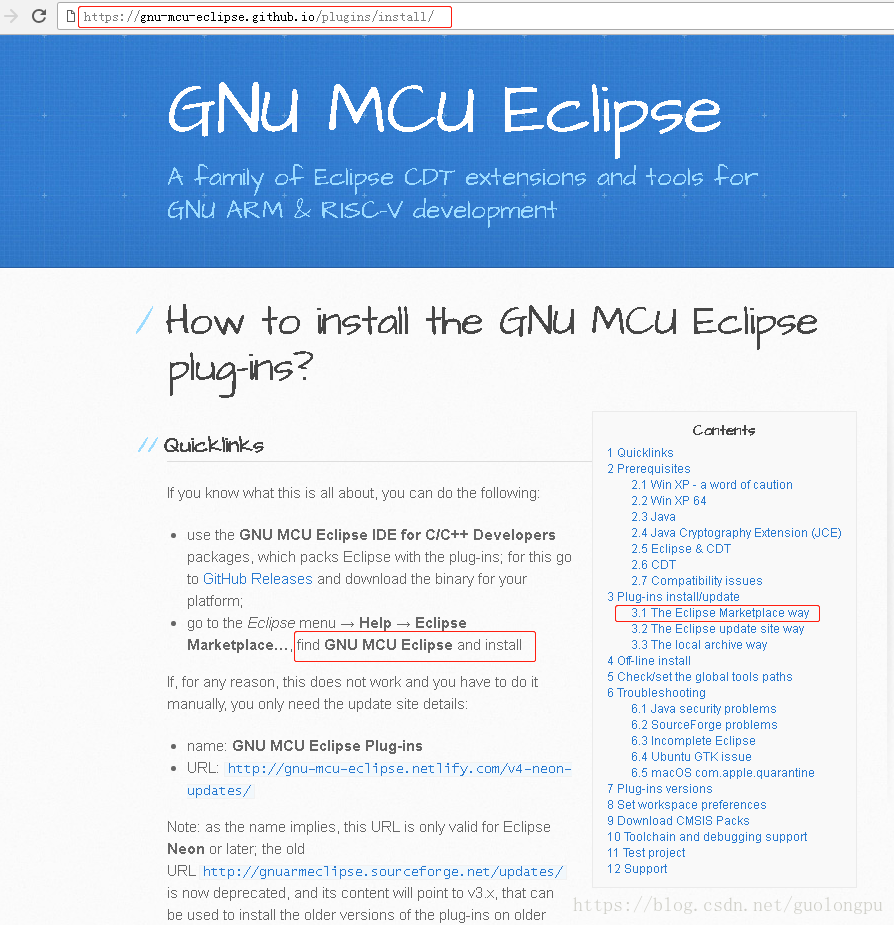 https://gnu-mcu-eclipse.github.io/plugins/install/
GNU MCU Eclipse
A family of Eclipse CDT extensions and tools for
GNU ARM & RISC-V development
/ How to install the GNU MCU Eclipse
plug-ins?
// Quicklinks
If you know what this is all about, you can do the following:
• use the GNU MCU Eclipse IDE for C/C++ Developers
packages, which packs Eclipse with the plug-ins; for this go
to GitHub Releases and download the binary for your
platform;
• go to the Eclipse menu → Help → Eclipse
Marketplace…, find GNU MCU Eclipse and install
If, for any reason, this does not work and you have to do it
manually, you only need the update site details:
• name: GNU MCU Eclipse Plug-ins
• URL: http://gnu-mcu-eclipse.netlify.com/v4-neon-
updates/
Note: as the name implies, this URL is only valid for Eclipse
Neon or later; the old
URL http://gnuarmeclipse.sourceforge.net/updates/
is now deprecated, and its content will point to v3.x, that can
be used to install the older versions of the plug-ins on older
Contents
1 Quicklinks
2 Prerequisites
2.1 Win XP - a word of caution
2.2 Win XP 64
2.3 Java
2.4 Java Cryptography Extension (JCE)
2.5 Eclipse & CDT
2.6 CDT
2.7 Compatibility issues
3 Plug-ins install/update
3.1 The Eclipse Marketplace way
3.2 The Eclipse update site way
3.3 The local archive way
4 Off-line install
5 Check/set the global tools paths
6 Troubleshooting
6.1 Java security problems
6.2 SourceForge problems
6.3 Incomplete Eclipse
6.4 Ubuntu GTK issue
6.5 macOS com.apple.quarantine
7 Plug-ins versions
8 Set workspace preferences
9 Download CMSIS Packs
10 Toolchain and debugging support
11 Test project
12 Support
https://blog.csdn.net/guolongpu